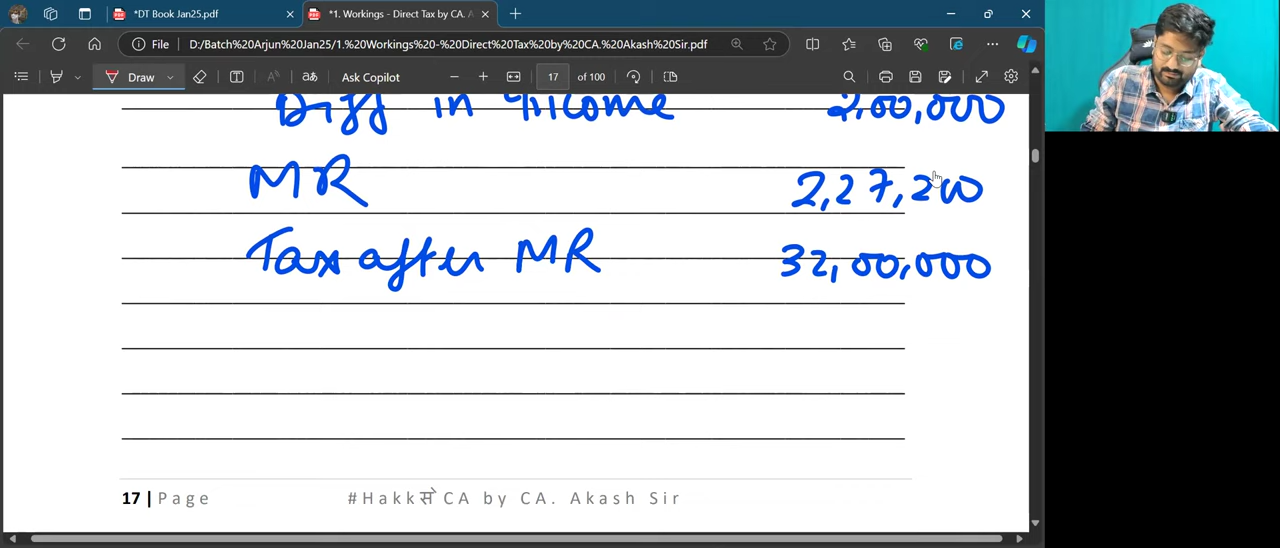 *DT Book Jan25.pdf
*1. Workings - Direct Tax by CA. A
File D:/Batch%20Arjun%20Jan25/1.%20Workings%20-%20Direct%20Tax%20by%20CA.%20Akash%20Sir.pdf
Draw Ask Copilot 17 of 100
Diff in Income 2,00,000
MR 2,27,200
Tax after MR 32,00,000
17 | Page #Hakkसे CA by CA. Akash Sir